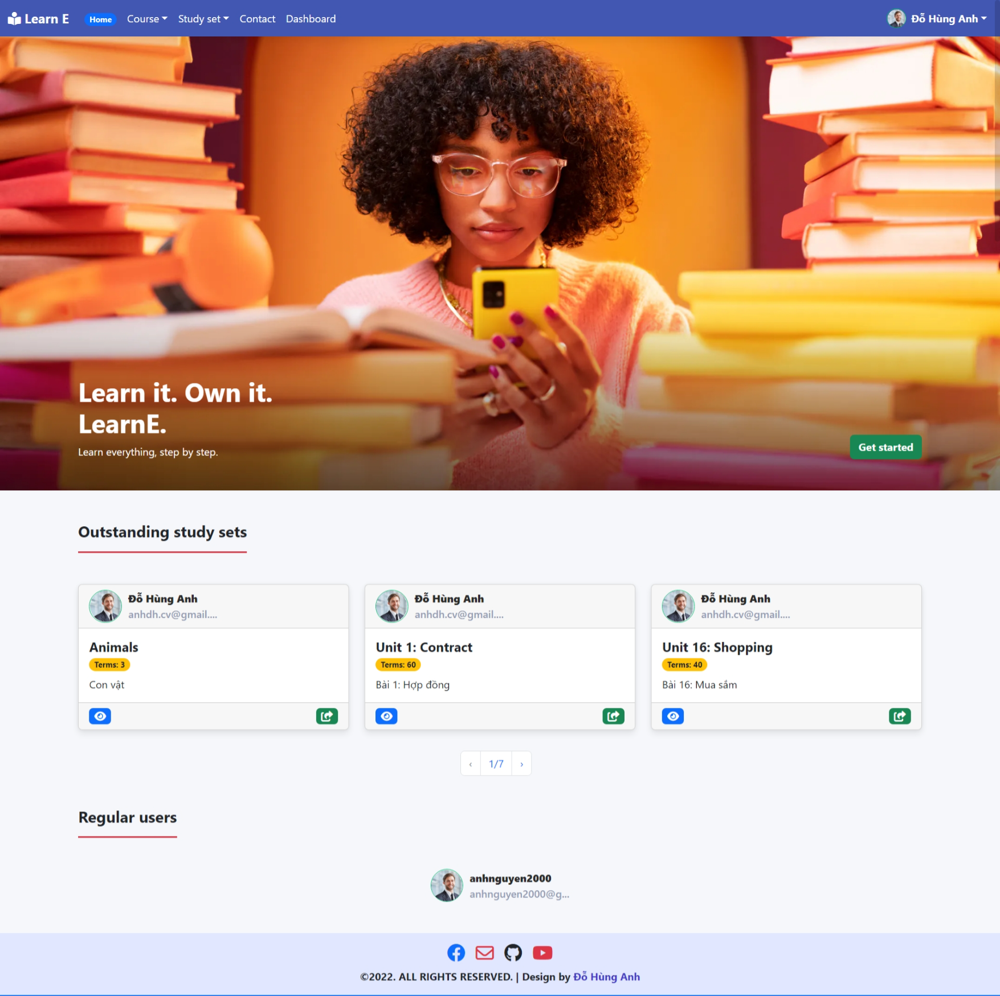 Learn E
Home
Course
Study set
Contact
Dashboard
Đỗ Hùng Anh
Learn it. Own it.
LearnE.
Learn everything, step by step.
Get started
Outstanding study sets
Đỗ Hùng Anh
anhdh.cv@gmail....
Animals
Terms: 3
Con vật
Đỗ Hùng Anh
anhdh.cv@gmail....
Unit 1: Contract
Terms: 60
Bài 1: Hợp đồng
Đỗ Hùng Anh
anhdh.cv@gmail....
Unit 16: Shopping
Terms: 40
Bài 16: Mua sắm
‹ 1/7 ›
Regular users
anhnguyen2000
anhnguyen2000@g...
©2022. ALL RIGHTS RESERVED. | Design by Đỗ Hùng Anh